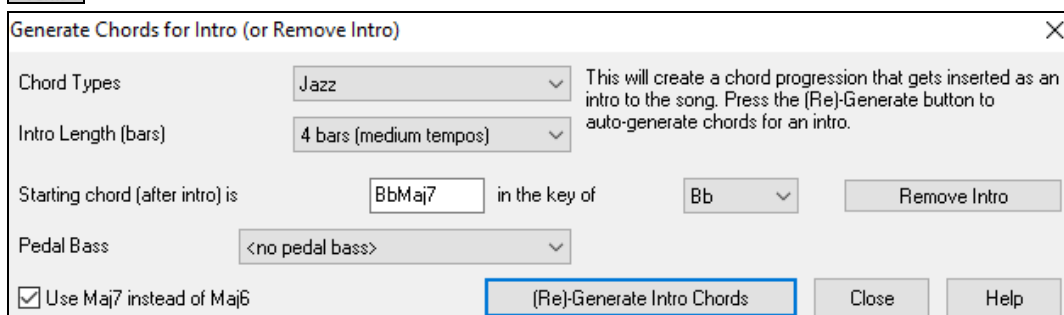 Generate Chords for Intro (or Remove Intro)
Chord Types Jazz This will create a chord progression that gets inserted as an
intro to the song. Press the (Re)-Generate button to
auto-generate chords for an intro.
Intro Length (bars) 4 bars (medium tempos)
Starting chord (after intro) is BbMaj7 in the key of Bb Remove Intro
Pedal Bass <no pedal bass>
Use Maj7 instead of Maj6 (Re)-Generate Intro Chords Close Help